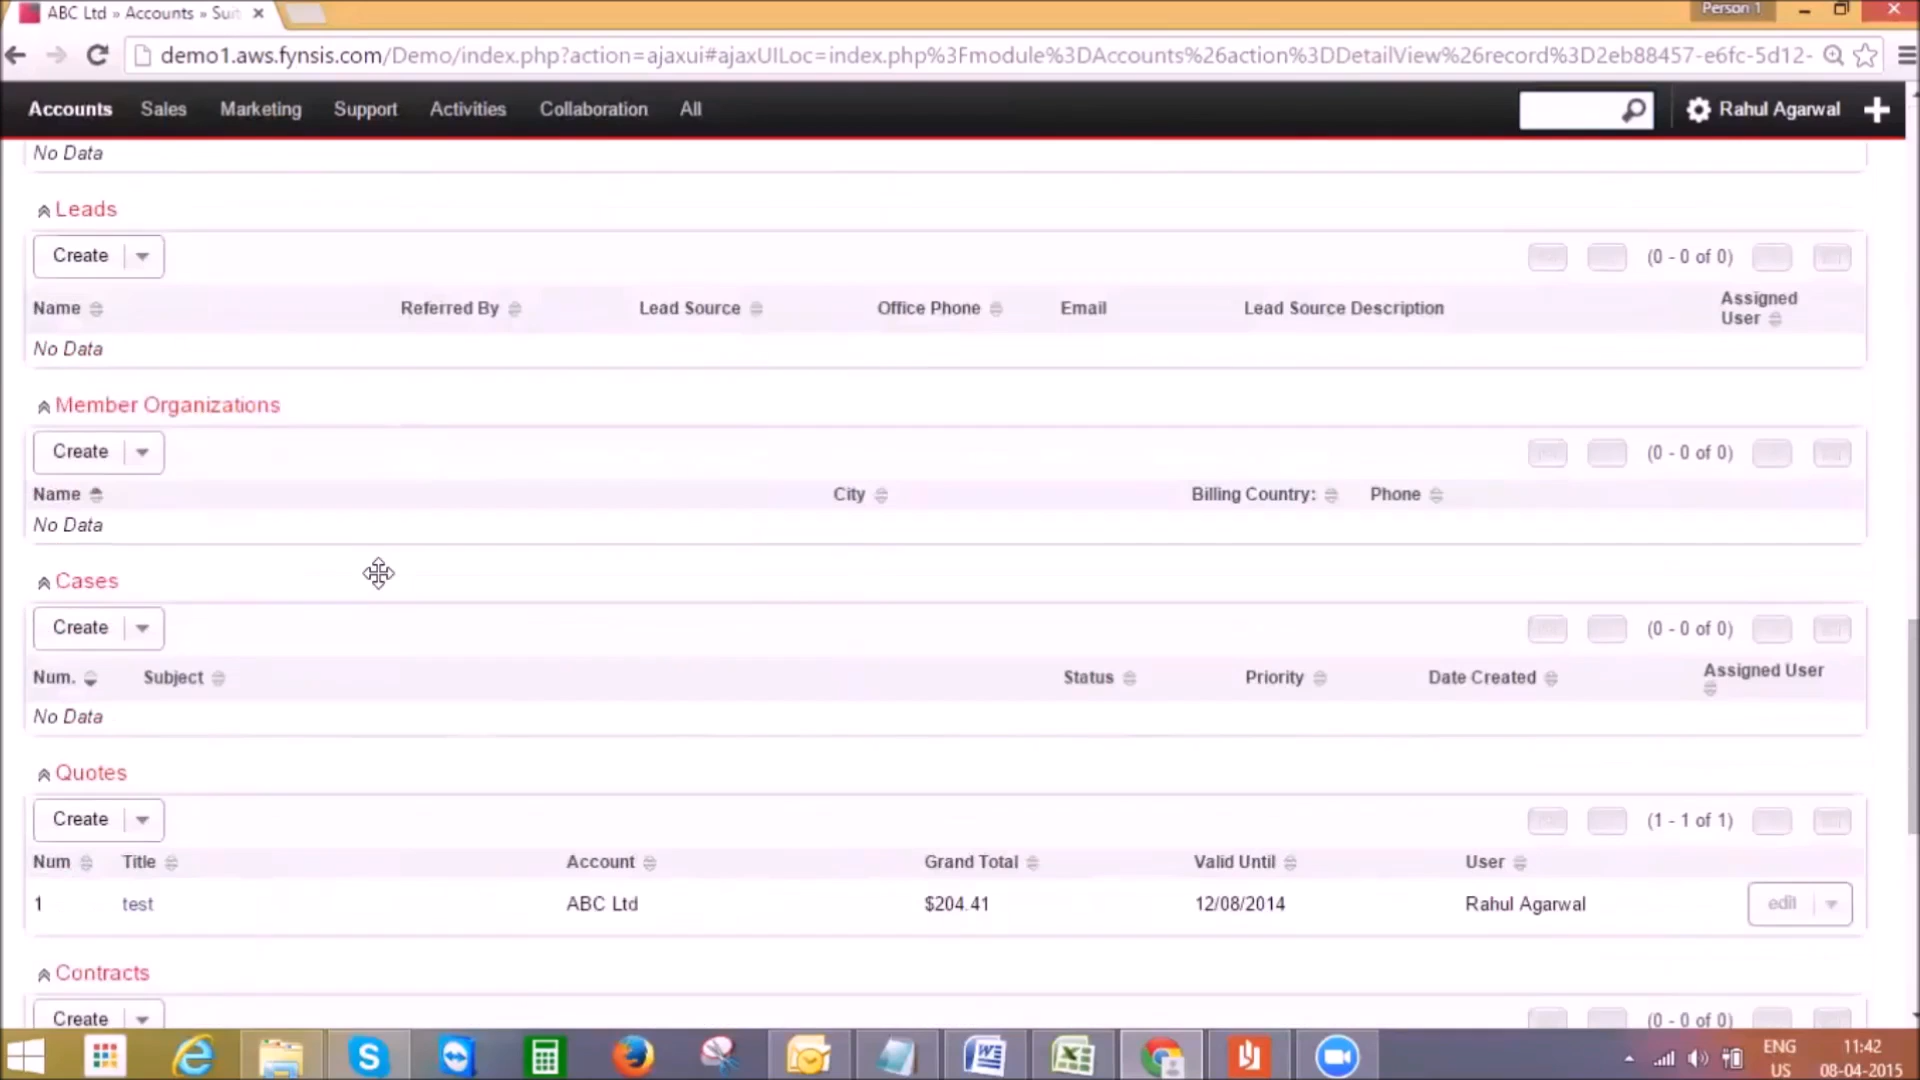 ABC Ltd » Accounts » Sui
Person 1
demo1.aws.fynsis.com/Demo/index.php?action=ajaxui#ajaxUILoc=index.php%3Fmodule%3DAccounts%26action%3DDetailView%26record%3D2eb88457-e6fc-5d12-
Accounts Sales Marketing Support Activities Collaboration All Rahul Agarwal
No Data
Leads
Create (0 - 0 of 0)
Name Referred By Lead Source Office Phone Email Lead Source Description Assigned User
No Data
Member Organizations
Create (0 - 0 of 0)
Name City Billing Country: Phone
No Data
Cases
Create (0 - 0 of 0)
Num. Subject Status Priority Date Created Assigned User
No Data
Quotes
Create (1 - 1 of 1)
Num Title Account Grand Total Valid Until User
1 test ABC Ltd $204.41 12/08/2014 Rahul Agarwal edit
Contracts
Create (0 - 0 of 0)
ENG 11:42
US 08-04-2015